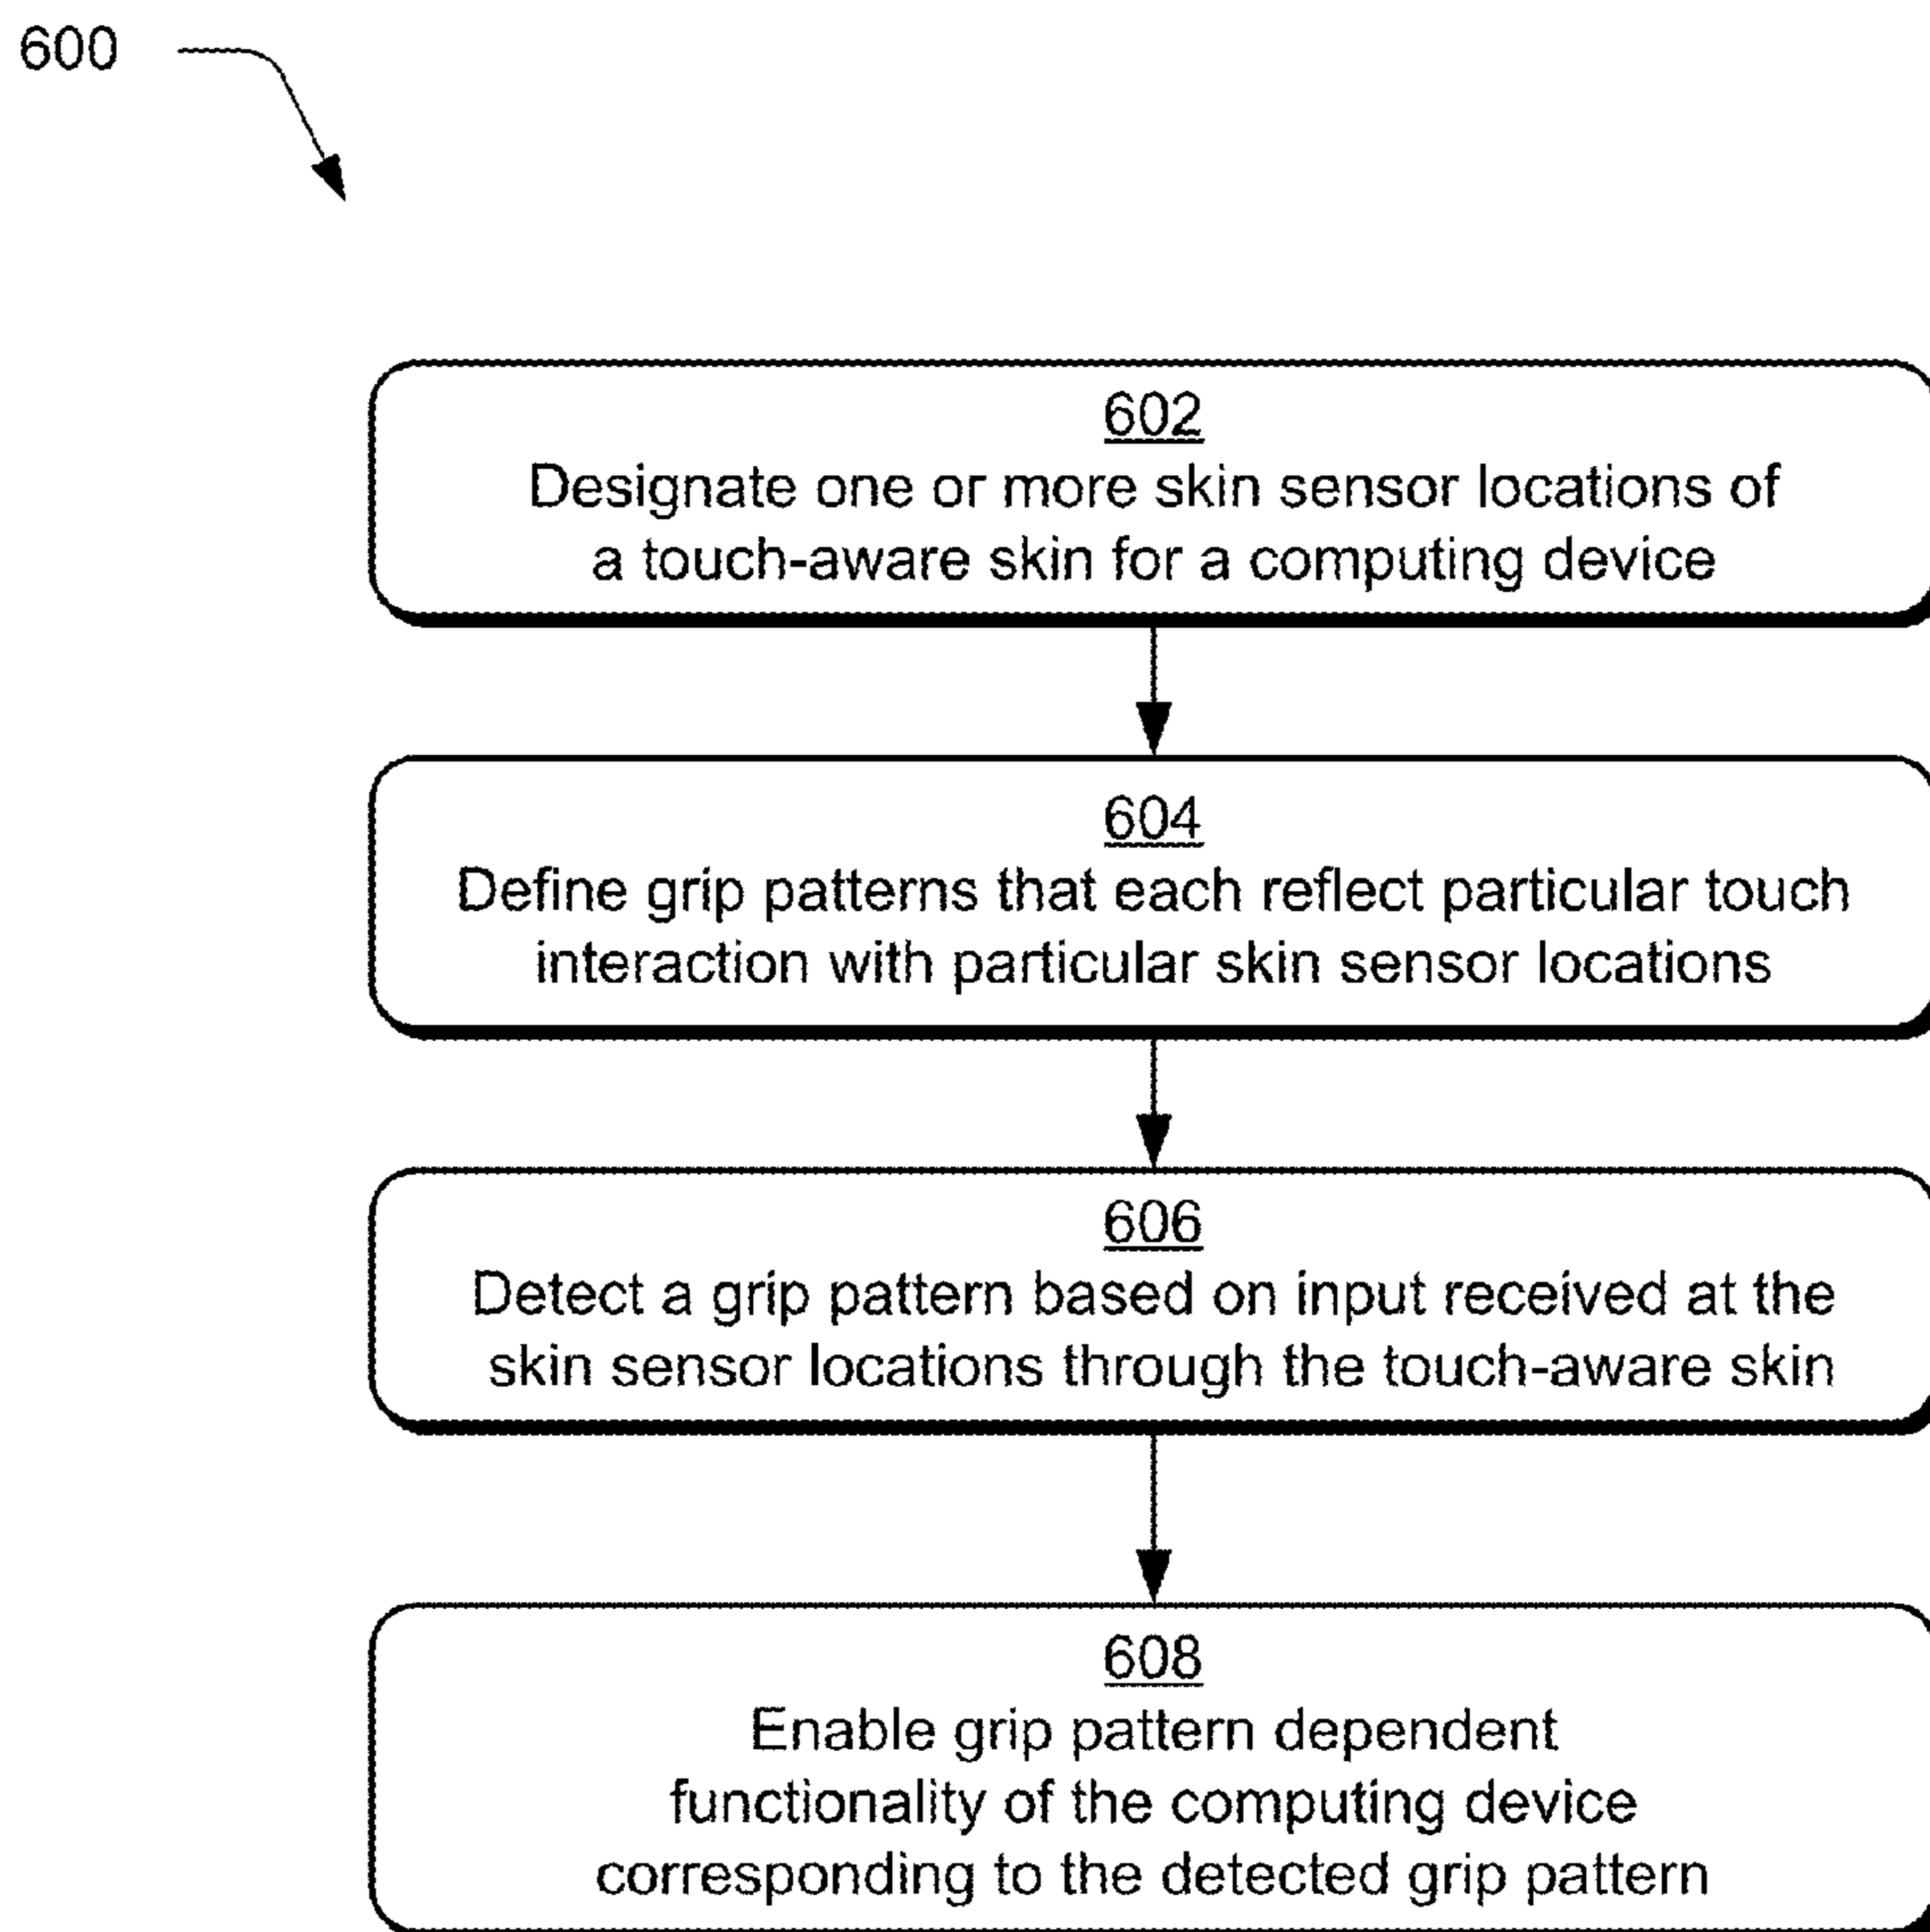 600
602
Designate one or more skin sensor locations of
a touch-aware skin for a computing device
604
Define grip patterns that each reflect particular touch
interaction with particular skin sensor locations
606
Detect a grip pattern based on input received at the
skin sensor locations through the touch-aware skin
608
Enable grip pattern dependent
functionality of the computing device
corresponding to the detected grip pattern